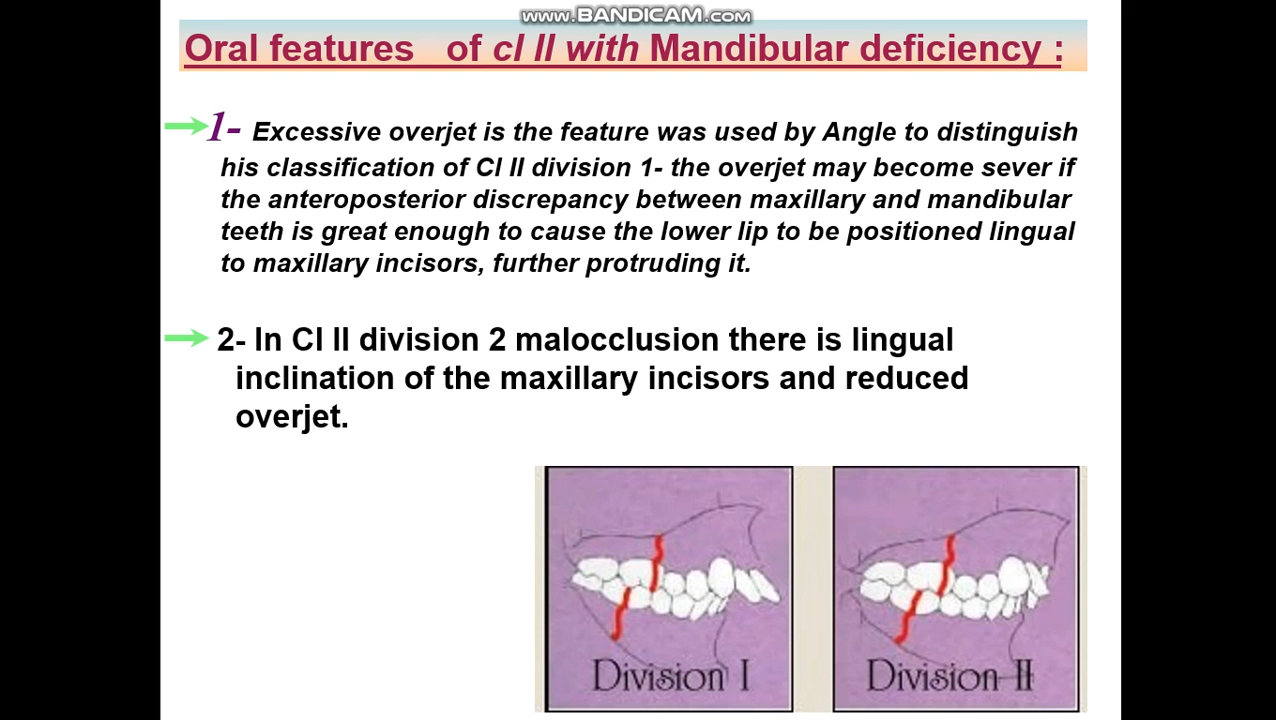 www.BANDICAM.com
Oral features of cl II with Mandibular deficiency :
1- Excessive overjet is the feature was used by Angle to distinguish
his classification of Cl II division 1- the overjet may become sever if
the anteroposterior discrepancy between maxillary and mandibular
teeth is great enough to cause the lower lip to be positioned lingual
to maxillary incisors, further protruding it.
2- In Cl II division 2 malocclusion there is lingual
inclination of the maxillary incisors and reduced
overjet.
Division I
Division II